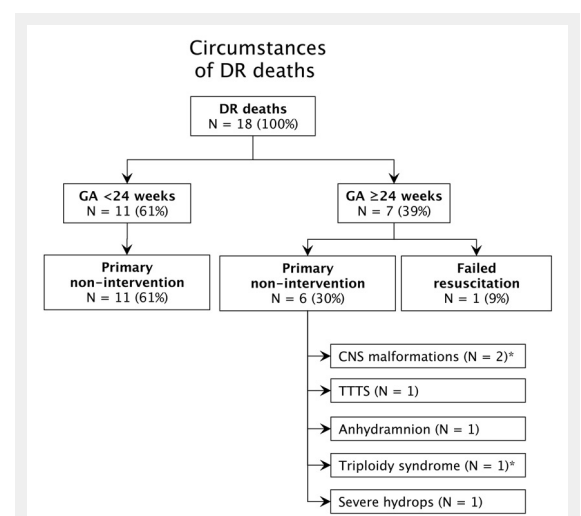 Circumstances
of DR deaths
DR deaths
N = 18 (100%)
GA <24 weeks
N = 11 (61%)
GA ≥24 weeks
N = 7 (39%)
Primary
non-intervention
N = 11 (61%)
Primary
non-intervention
N = 6 (30%)
Failed
resuscitation
N = 1 (9%)
CNS malformations (N = 2)*
TTTS (N = 1)
Anhydramnion (N = 1)
Triploidy syndrome (N = 1)*
Severe hydrops (N = 1)